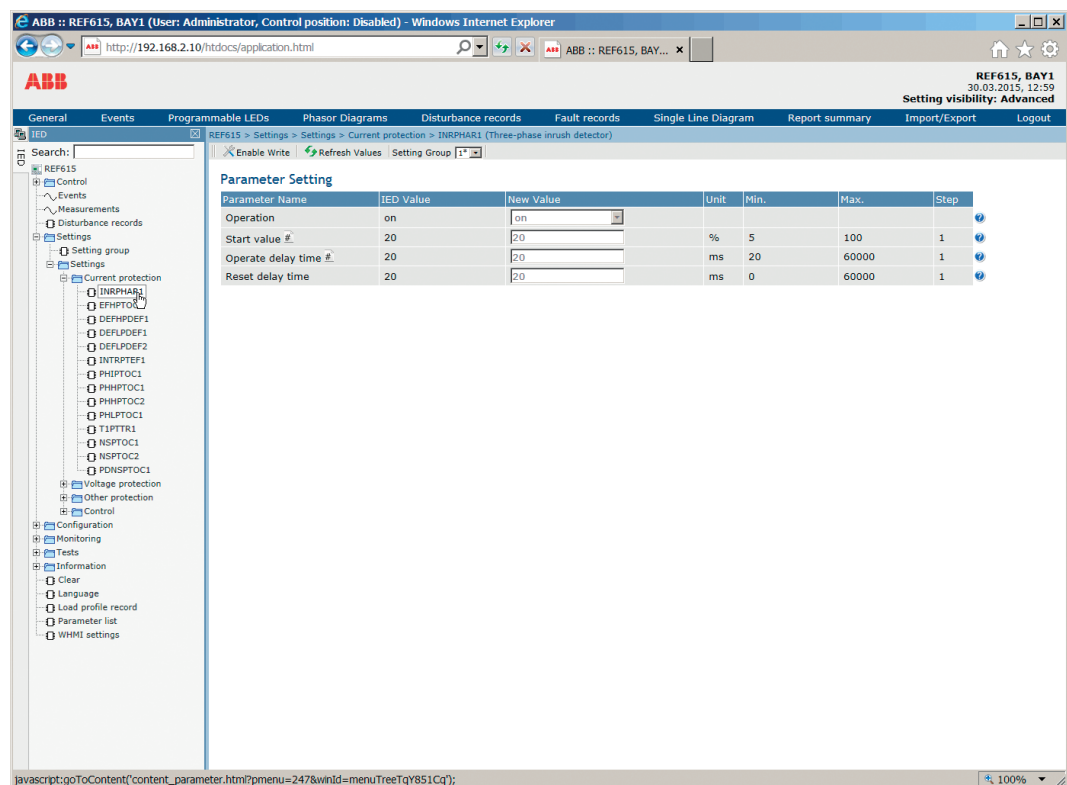 ABB :: REF615, BAY1 (User: Administrator, Control position: Disabled) - Windows Internet Explorer
http://192.168.2.10/htdocs/application.html
ABB :: REF615, BAY...
ABB
REF615, BAY1
30.03.2015, 12:59
Setting visibility: Advanced
General Events Programmable LEDs Phasor Diagrams Disturbance records Fault records Single Line Diagram Report summary Import/Export Logout
IED
REF615 > Settings > Settings > Current protection > INRPHAR1 (Three-phase inrush detector)
IED
Search:
Enable Write Refresh Values Setting Group 1*
REF615
Control
Events
Measurements
Disturbance records
Settings
Setting group
Settings
Current protection
INRPHAR1
DEFHPDEF1
DEFLPDEF1
DEFLPDEF2
INTRPTEF1
PHIPTOC1
PHHPTOC1
PHHPTOC2
PHLPTOC1
T1PTTR1
NSPTOC1
NSPTOC2
PDNSPTOC1
Voltage protection
Other protection
Control
Configuration
Monitoring
Tests
Information
Clear
Language
Load profile record
Parameter list
WHMI settings
Parameter Setting
Parameter Name IED Value New Value Unit Min. Max. Step
Operation on on
Start value # 20 20 % 5 100 1
Operate delay time # 20 20 ms 20 60000 1
Reset delay time 20 20 ms 0 60000 1
javascript:goToContent('content_parameter.html?pmenu=247&winId=menuTreeTqY851Cq');
100%